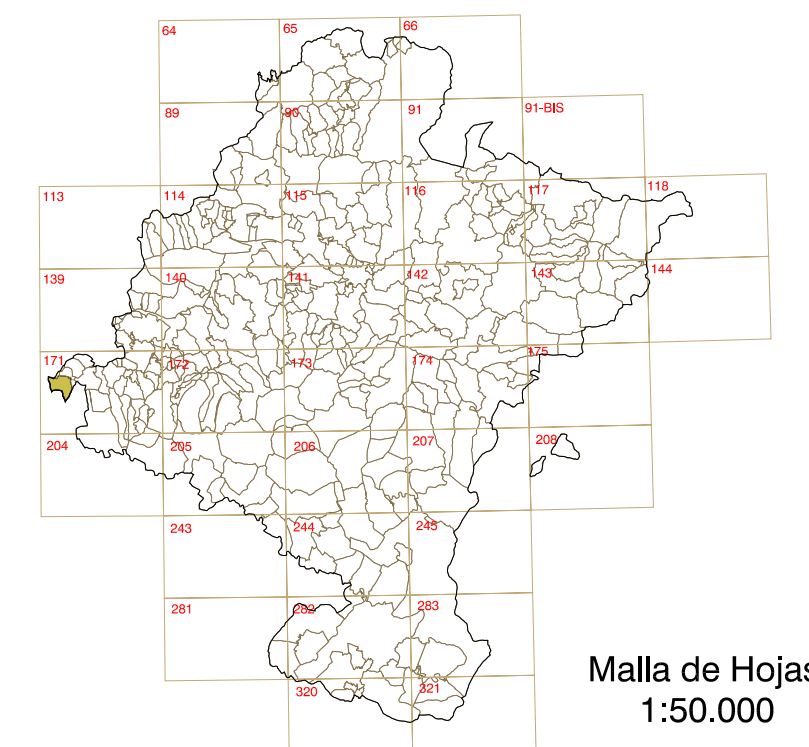 64 65 66
89 90 91 91-BIS
113 114 115 116 117 118
139 140 141 142 143 144
171 172 173 174 175
204 205 206 207 208
243 244 245
281 282 283
320 321
Malla de Hojas
1:50.000